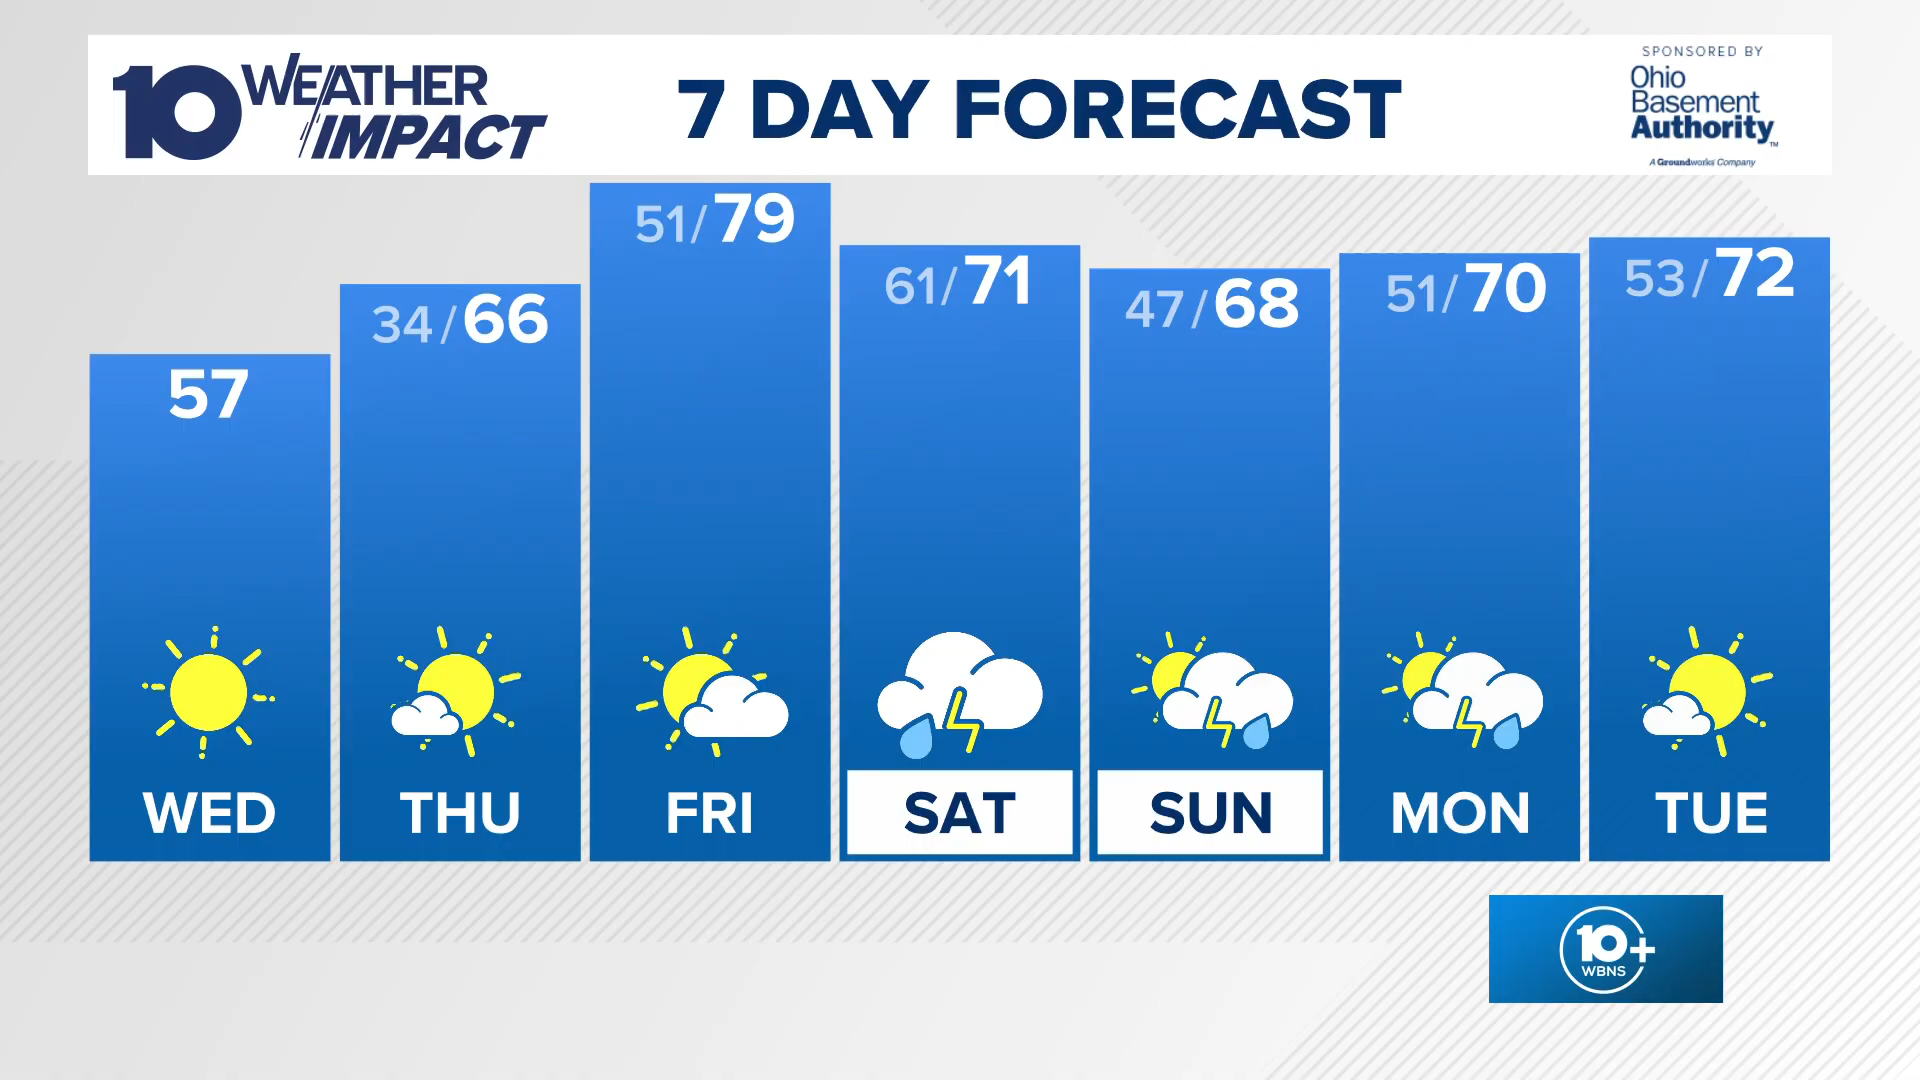 10 WEATHER
IMPACT
7 DAY FORECAST
SPONSORED BY
Ohio
Basement
Authority™
A Groundworks Company
57
34/66
51/79
61/71
47/68
51/70
53/72
WED
THU
FRI
SAT
SUN
MON
TUE
10+
WBNS